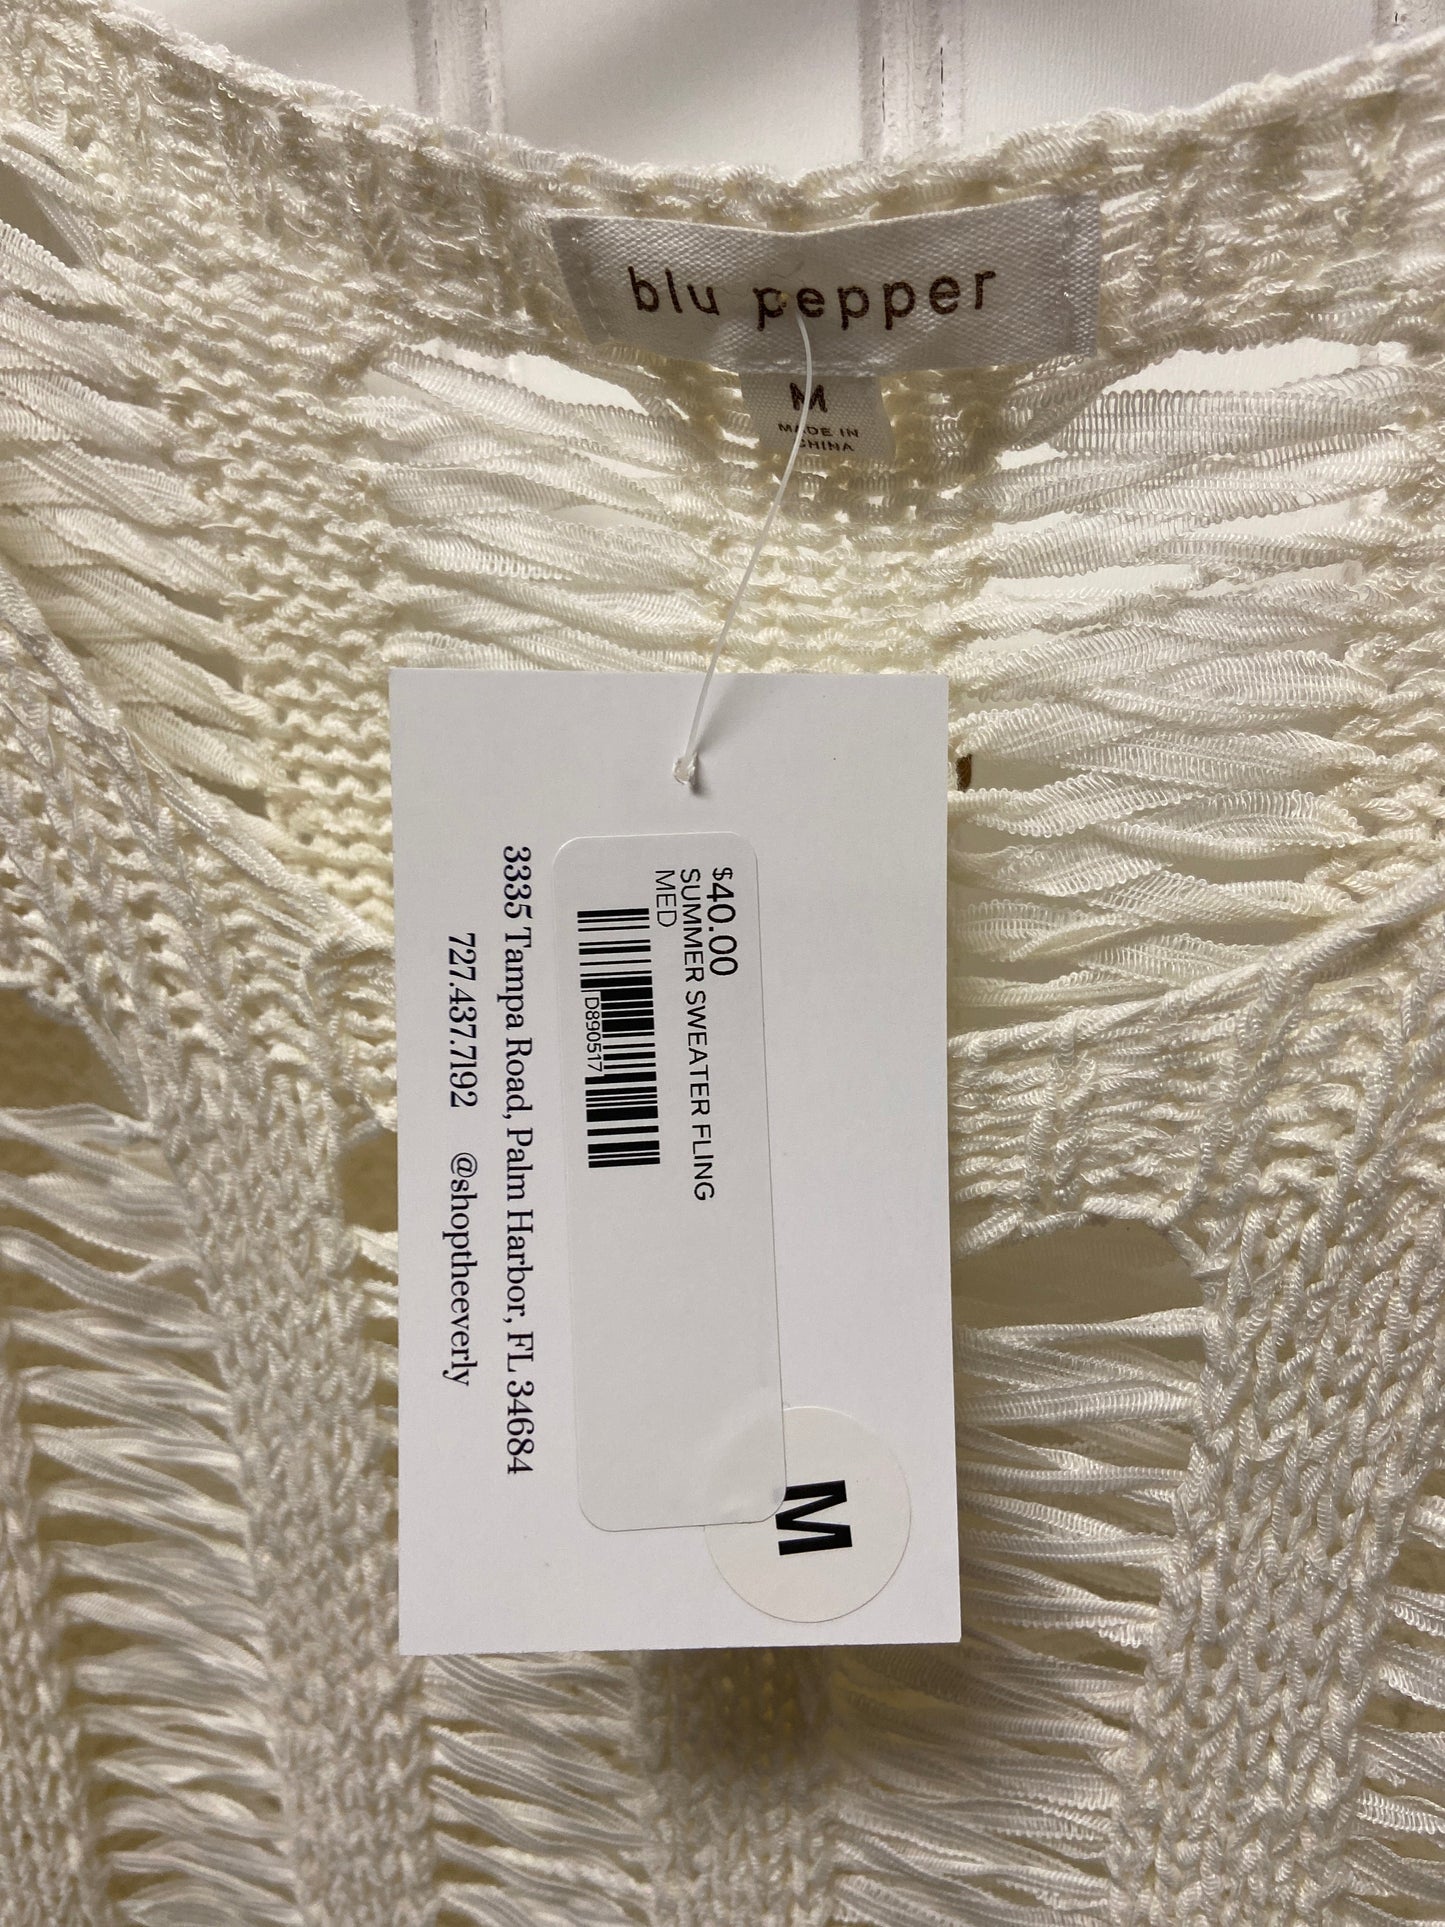 blu pepper
M
MADE IN
CHINA
$40.00
SUMMER SWEATER FLING
MED
D890517
M
3335 Tampa Road, Palm Harbor, FL 34684
727.437.7192 @shoptheeverly